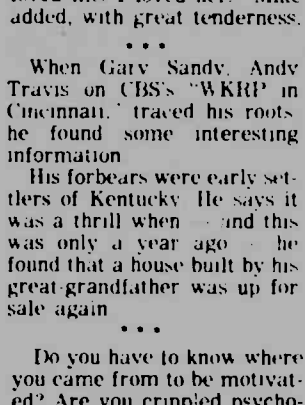 added, with great tenderness.
• • •
When Gary Sandy, Andy
Travis on CBS's "WKRP in
Cincinnati," traced his roots
he found some interesting
information
His forbears were early set-
tlers of Kentucky He says it
was a thrill when - and this
was only a year ago - he
found that a house built by his
great-grandfather was up for
sale again
• • •
Do you have to know where
you came from to be motivat-
ed? Are you crippled psycho-